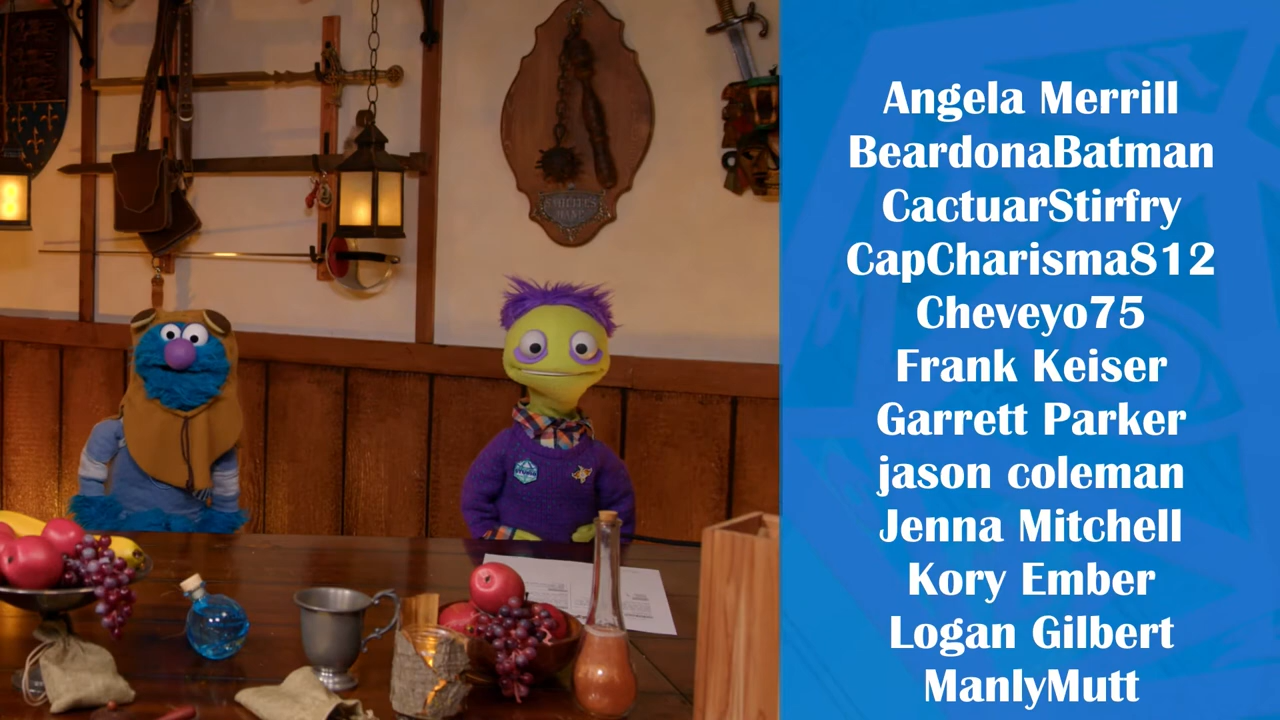 Angela Merrill
BeardonaBatman
CactuarStirfry
CapCharisma812
Cheveyo75
Frank Keiser
Garrett Parker
jason coleman
Jenna Mitchell
Kory Ember
Logan Gilbert
ManlyMutt